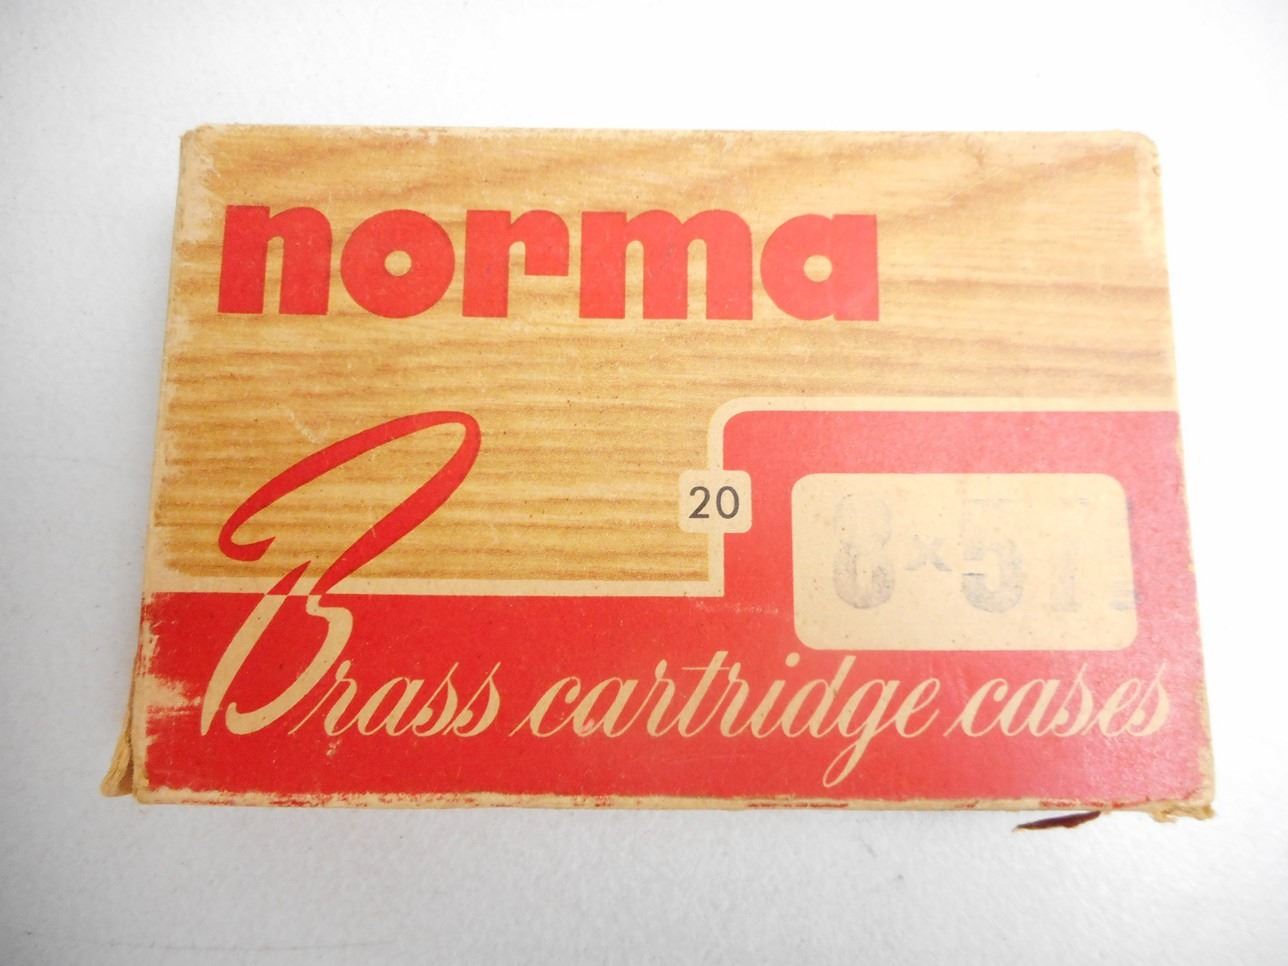 norma
20
8x57
Brass cartridge cases